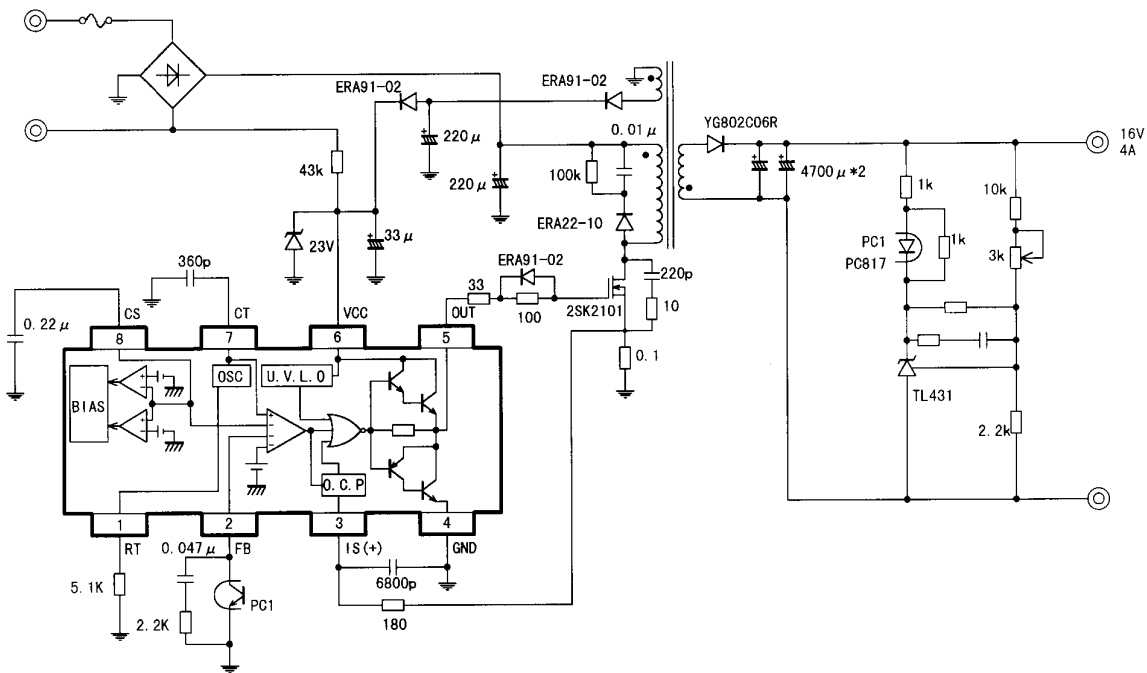 ERA91-02
ERA91-02
220μ
0.01μ
YG802C06R
16V
4A
43k
220μ
100k
4700μ*2
1k
10k
ERA22-10
23V
33μ
PC1
PC817
1k
3k
360p
ERA91-02
220p
33
100
2SK2101
10
0.22μ
CS
CT
VCC
OUT
8
7
6
5
0.1
OSC
U.V.L.O
BIAS
TL431
2.2k
O.C.P
1
2
3
4
RT
0.047μ
FB
IS(+)
GND
5.1K
6800p
PC1
2.2K
180